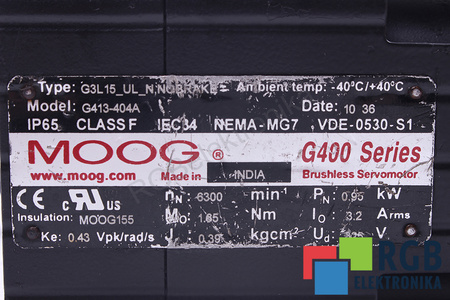 Type: G3L15_UL_N.NOBRAKE Ambient temp: -40°C/+40°C
Model: G413-404A Date: 10 36
IP65 CLASS F IEC34 NEMA-MG7 VDE-0530-S1
MOOG® G400 Series
www.moog.com Made in INDIA Brushless Servomotor
CE c RU US nN 6300 min⁻¹ PN 0.95 kW
Insulation: MOOG155 Mo 1.65 Nm Io 3.2 Arms
Ke: 0.43 Vpk/rad/s J 0.39 kgcm² Ud V
RGB
ELEKTRONIKA